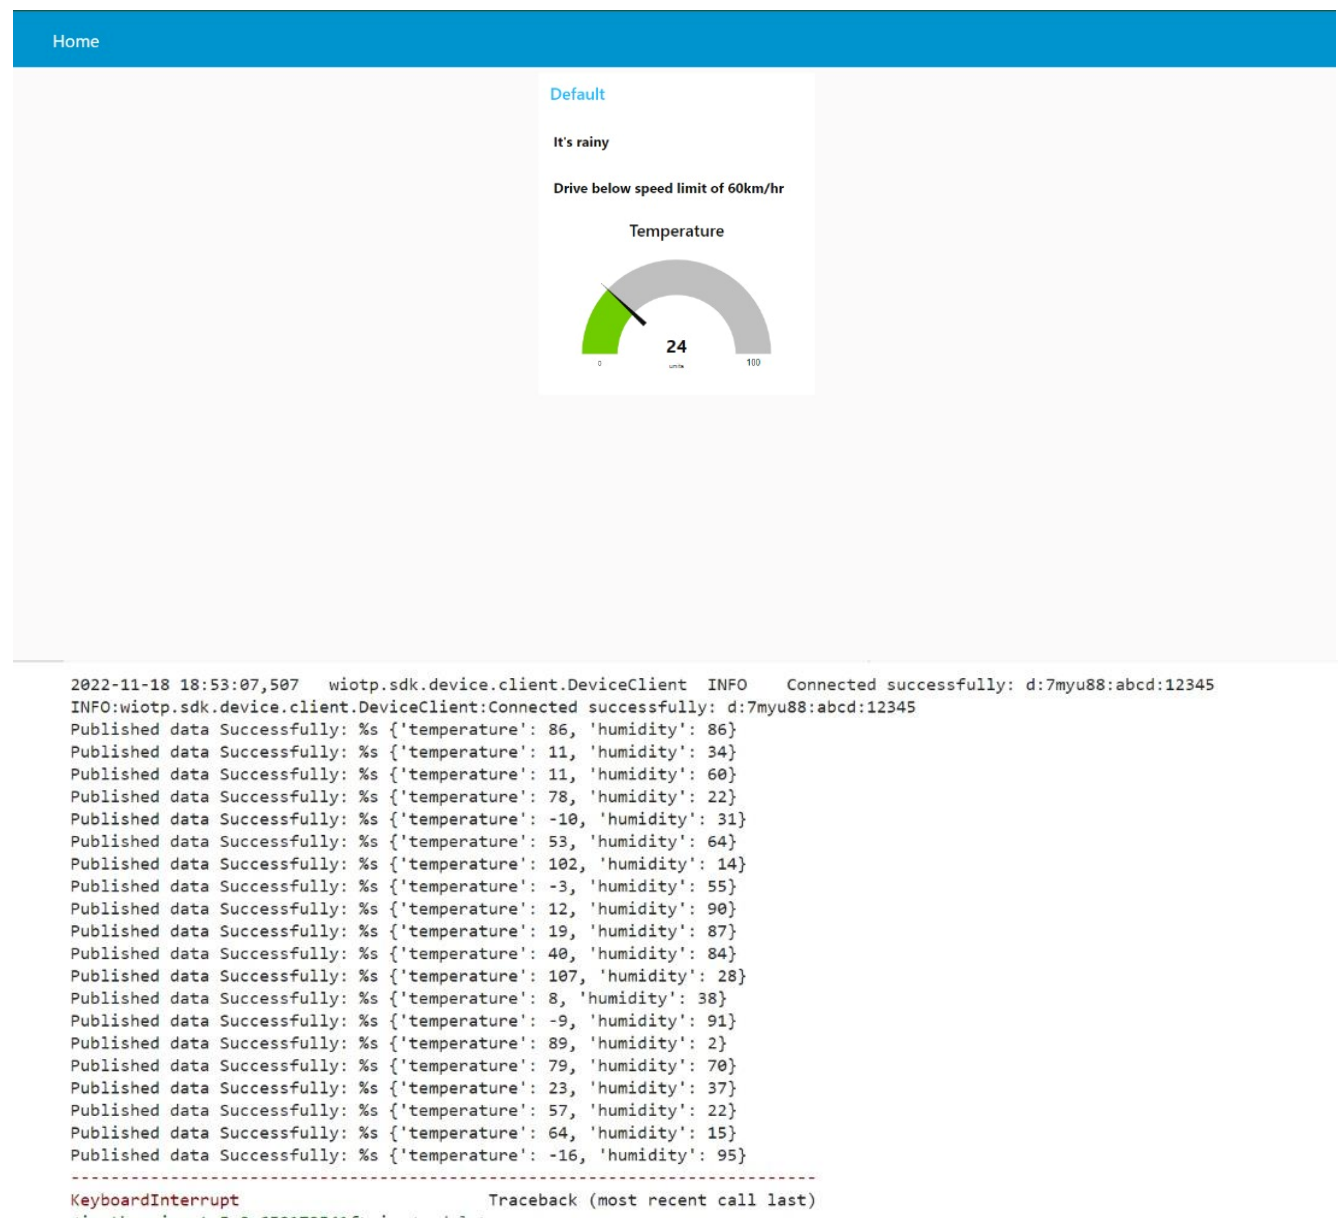 Home
Default
It's rainy
Drive below speed limit of 60km/hr
Temperature
24
units
0
100
2022-11-18 18:53:07,507   wiotp.sdk.device.client.DeviceClient  INFO    Connected successfully: d:7myu88:abcd:12345
INFO:wiotp.sdk.device.client.DeviceClient:Connected successfully: d:7myu88:abcd:12345
Published data Successfully: %s {'temperature': 86, 'humidity': 86}
Published data Successfully: %s {'temperature': 11, 'humidity': 34}
Published data Successfully: %s {'temperature': 11, 'humidity': 60}
Published data Successfully: %s {'temperature': 78, 'humidity': 22}
Published data Successfully: %s {'temperature': -10, 'humidity': 31}
Published data Successfully: %s {'temperature': 53, 'humidity': 64}
Published data Successfully: %s {'temperature': 102, 'humidity': 14}
Published data Successfully: %s {'temperature': -3, 'humidity': 55}
Published data Successfully: %s {'temperature': 12, 'humidity': 90}
Published data Successfully: %s {'temperature': 19, 'humidity': 87}
Published data Successfully: %s {'temperature': 40, 'humidity': 84}
Published data Successfully: %s {'temperature': 107, 'humidity': 28}
Published data Successfully: %s {'temperature': 8, 'humidity': 38}
Published data Successfully: %s {'temperature': -9, 'humidity': 91}
Published data Successfully: %s {'temperature': 89, 'humidity': 2}
Published data Successfully: %s {'temperature': 79, 'humidity': 70}
Published data Successfully: %s {'temperature': 23, 'humidity': 37}
Published data Successfully: %s {'temperature': 57, 'humidity': 22}
Published data Successfully: %s {'temperature': 64, 'humidity': 15}
Published data Successfully: %s {'temperature': -16, 'humidity': 95}
---------------------------------------------------------------------------
KeyboardInterrupt                         Traceback (most recent call last)